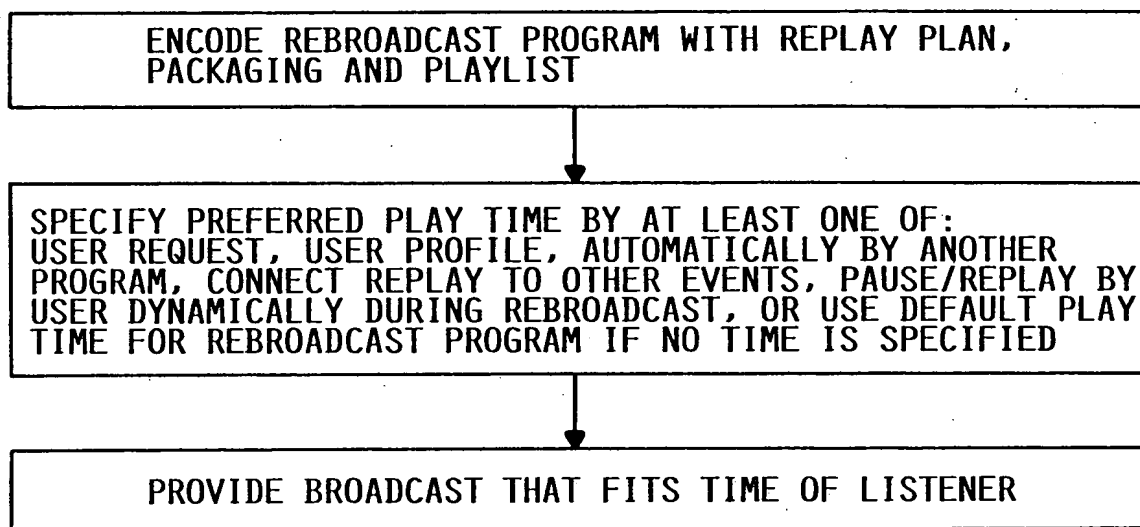 ENCODE REBROADCAST PROGRAM WITH REPLAY PLAN,
PACKAGING AND PLAYLIST
SPECIFY PREFERRED PLAY TIME BY AT LEAST ONE OF:
USER REQUEST, USER PROFILE, AUTOMATICALLY BY ANOTHER
PROGRAM, CONNECT REPLAY TO OTHER EVENTS, PAUSE/REPLAY BY
USER DYNAMICALLY DURING REBROADCAST, OR USE DEFAULT PLAY
TIME FOR REBROADCAST PROGRAM IF NO TIME IS SPECIFIED
PROVIDE BROADCAST THAT FITS TIME OF LISTENER